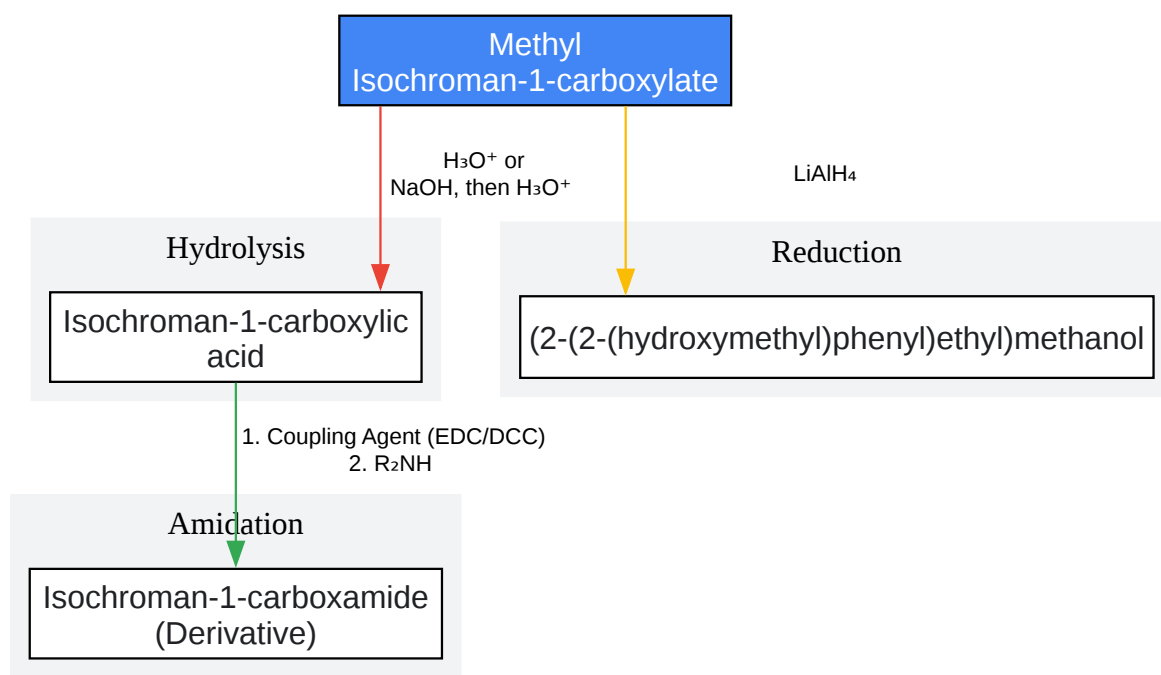 Methyl
Isochroman-1-carboxylate
H₃O⁺ or
NaOH, then H₃O⁺
LiAlH₄
Hydrolysis
Reduction
Isochroman-1-carboxylic
acid
(2-(2-(hydroxymethyl)phenyl)ethyl)methanol
1. Coupling Agent (EDC/DCC)
2. R₂NH
Amidation
Isochroman-1-carboxamide
(Derivative)